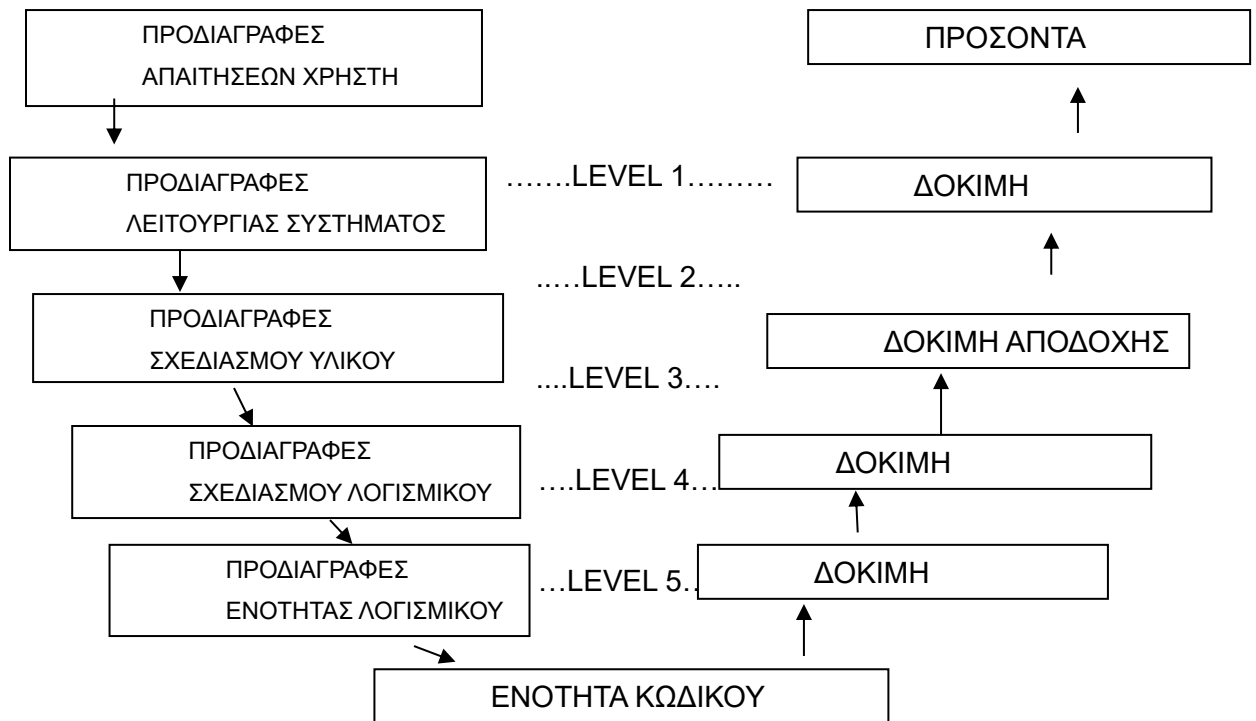 ΠΡΟΔΙΑΓΡΑΦΕΣ
ΑΠΑΙΤΗΣΕΩΝ ΧΡΗΣΤΗ
ΠΡΟΣΟΝΤΑ
ΠΡΟΔΙΑΓΡΑΦΕΣ
ΛΕΙΤΟΥΡΓΙΑΣ ΣΥΣΤΗΜΑΤΟΣ
…….LEVEL 1………
ΔΟΚΙΜΗ
..…LEVEL 2…..
ΠΡΟΔΙΑΓΡΑΦΕΣ
ΣΧΕΔΙΑΣΜΟΥ ΥΛΙΚΟΥ
....LEVEL 3….
ΔΟΚΙΜΗ ΑΠΟΔΟΧΗΣ
ΠΡΟΔΙΑΓΡΑΦΕΣ
ΣΧΕΔΙΑΣΜΟΥ ΛΟΓΙΣΜΙΚΟΥ
….LEVEL 4…
ΔΟΚΙΜΗ
ΠΡΟΔΙΑΓΡΑΦΕΣ
ΕΝΟΤΗΤΑΣ ΛΟΓΙΣΜΙΚΟΥ
…LEVEL 5..
ΔΟΚΙΜΗ
ΕΝΟΤΗΤΑ ΚΩΔΙΚΟΥ